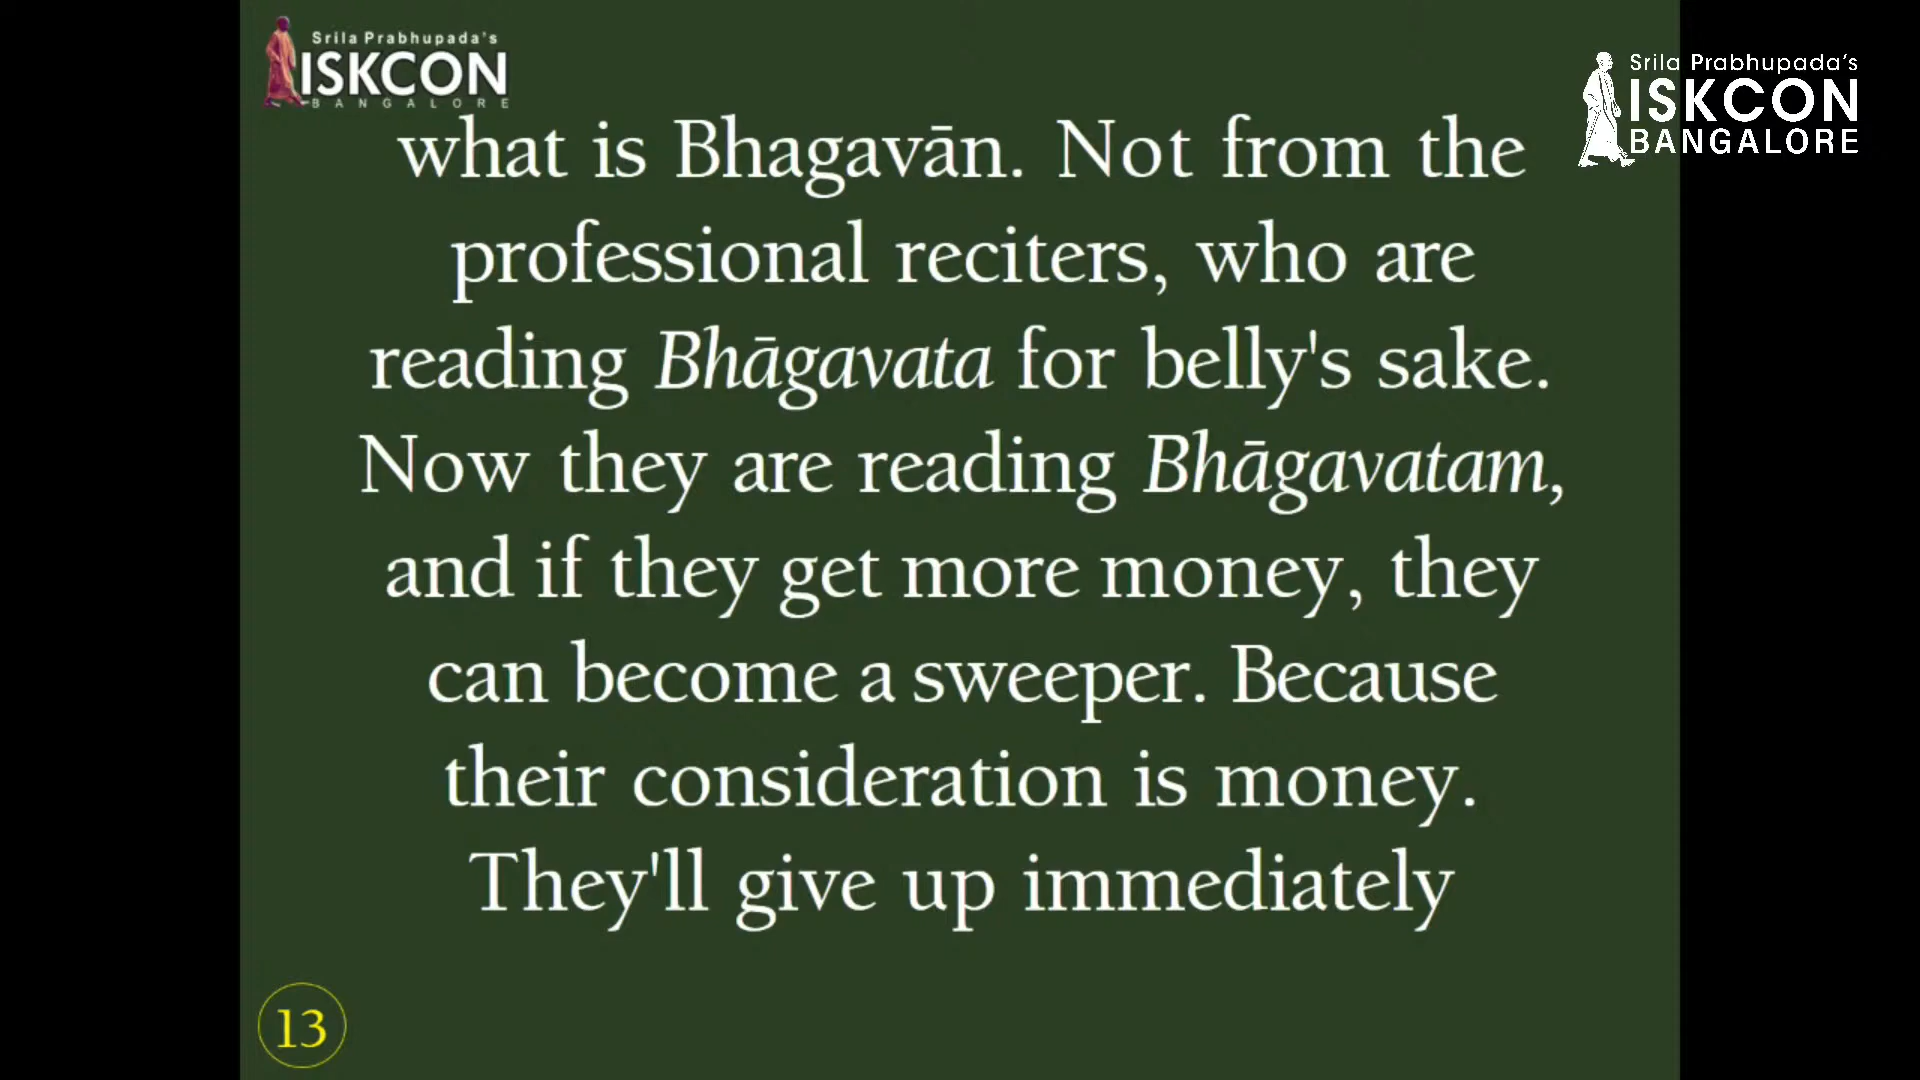 Srila Prabhupada's
ISKCON
BANGALORE
Srila Prabhupada's
ISKCON
BANGALORE
what is Bhagavān. Not from the
professional reciters, who are
reading Bhāgavata for belly's sake.
Now they are reading Bhāgavatam,
and if they get more money, they
can become a sweeper. Because
their consideration is money.
They'll give up immediately
13